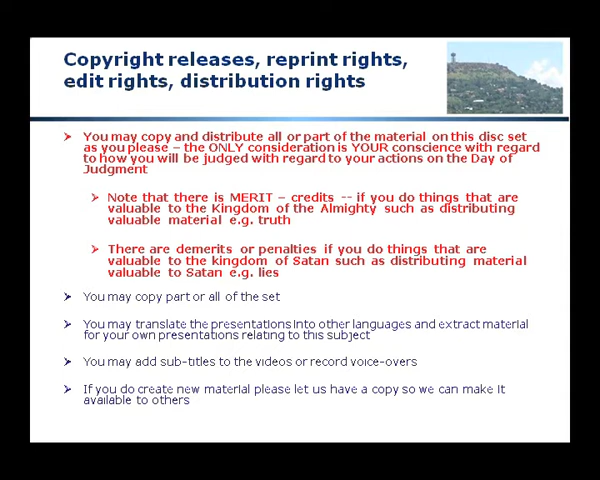 Copyright releases, reprint rights,
edit rights, distribution rights
You may copy and distribute all or part of the material on this disc set
as you please – the ONLY consideration is YOUR conscience with regard
to how you will be judged with regard to your actions on the Day of
Judgment
Note that there is MERIT – credits -- if you do things that are
valuable to the Kingdom of the Almighty such as distributing
valuable material e.g. truth
There are demerits or penalties if you do things that are
valuable to the kingdom of Satan such as distributing material
valuable to Satan e.g. lies
You may copy part or all of the set
You may translate the presentations into other languages and extract material
for your own presentations relating to this subject
You may add sub-titles to the videos or record voice-overs
If you do create new material please let us have a copy so we can make it
available to others